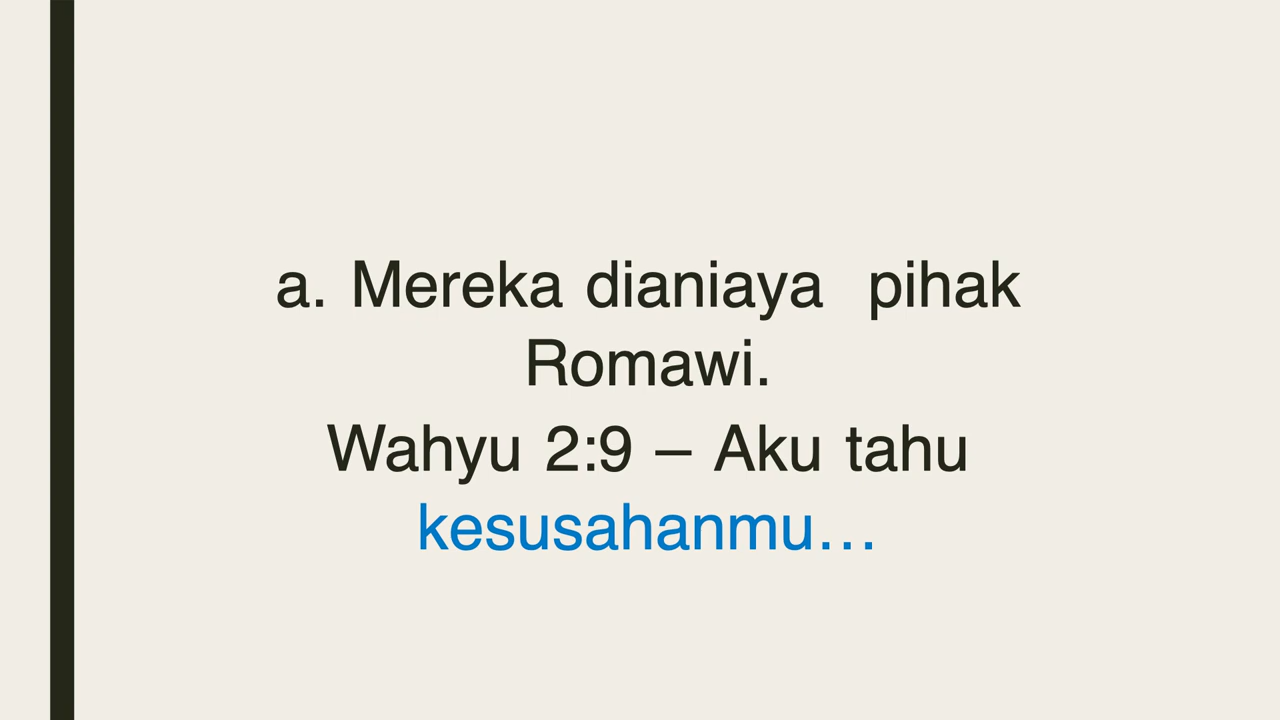 a. Mereka dianiaya  pihak
Romawi.
Wahyu 2:9 – Aku tahu
kesusahanmu…